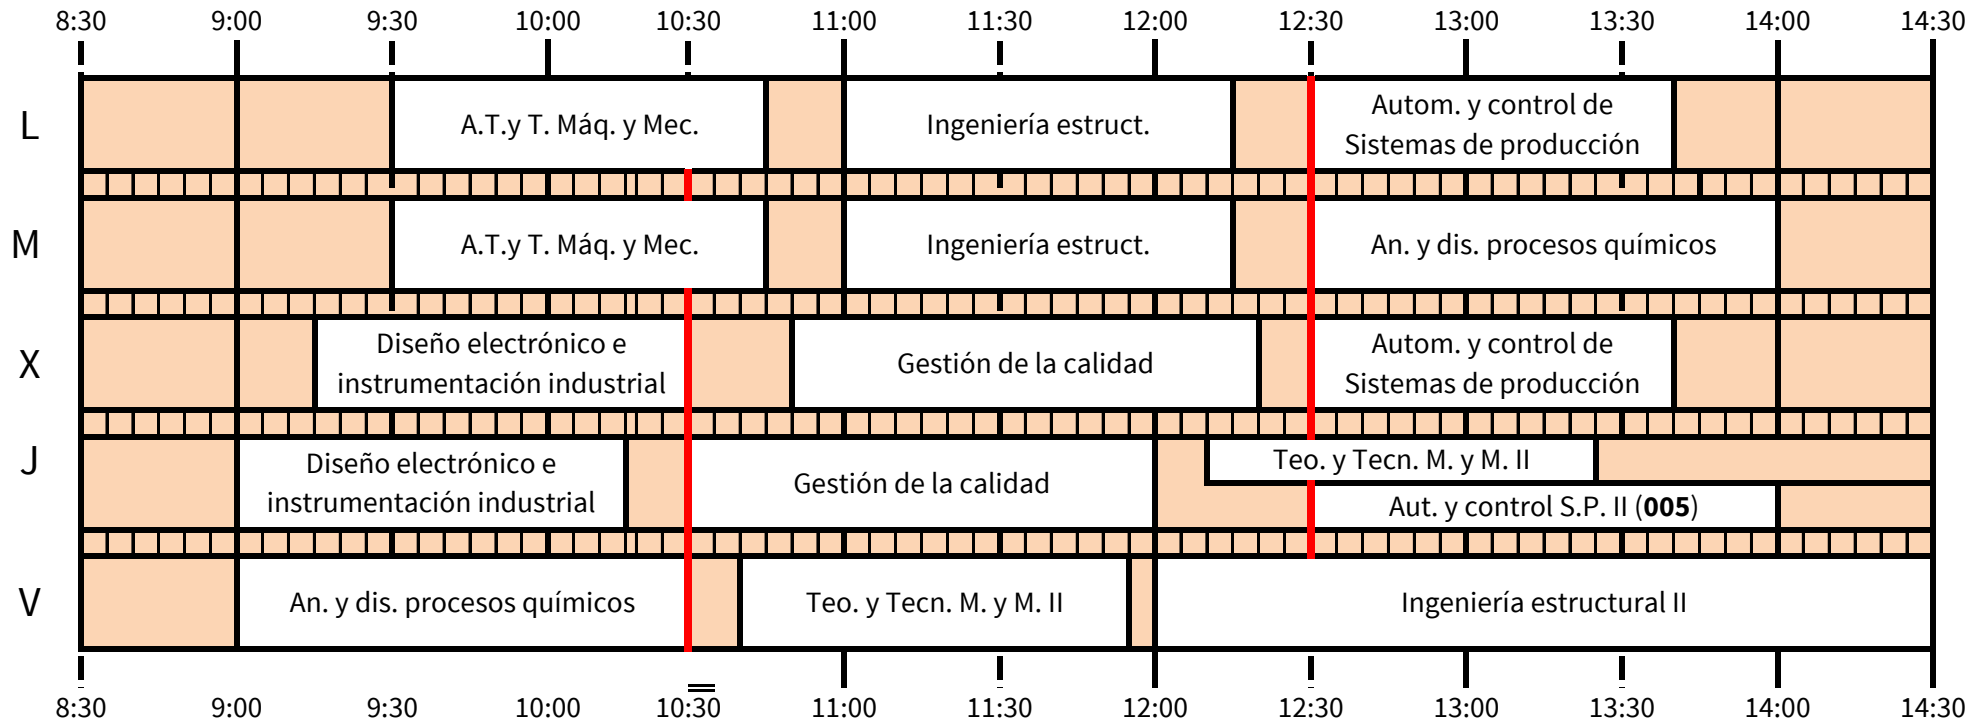 8:30 9:00 9:30 10:00 10:30 11:00 11:30 12:00 12:30 13:00 13:30 14:00 14:30
L
A.T.y T. Máq. y Mec.
Ingeniería estruct.
Autom. y control de
Sistemas de producción
M
A.T.y T. Máq. y Mec.
Ingeniería estruct.
An. y dis. procesos químicos
X
Diseño electrónico e
instrumentación industrial
Gestión de la calidad
Autom. y control de
Sistemas de producción
J
Diseño electrónico e
instrumentación industrial
Gestión de la calidad
Teo. y Tecn. M. y M. II
Aut. y control S.P. II (005)
V
An. y dis. procesos químicos
Teo. y Tecn. M. y M. II
Ingeniería estructural II
8:30 9:00 9:30 10:00 10:30 11:00 11:30 12:00 12:30 13:00 13:30 14:00 14:30